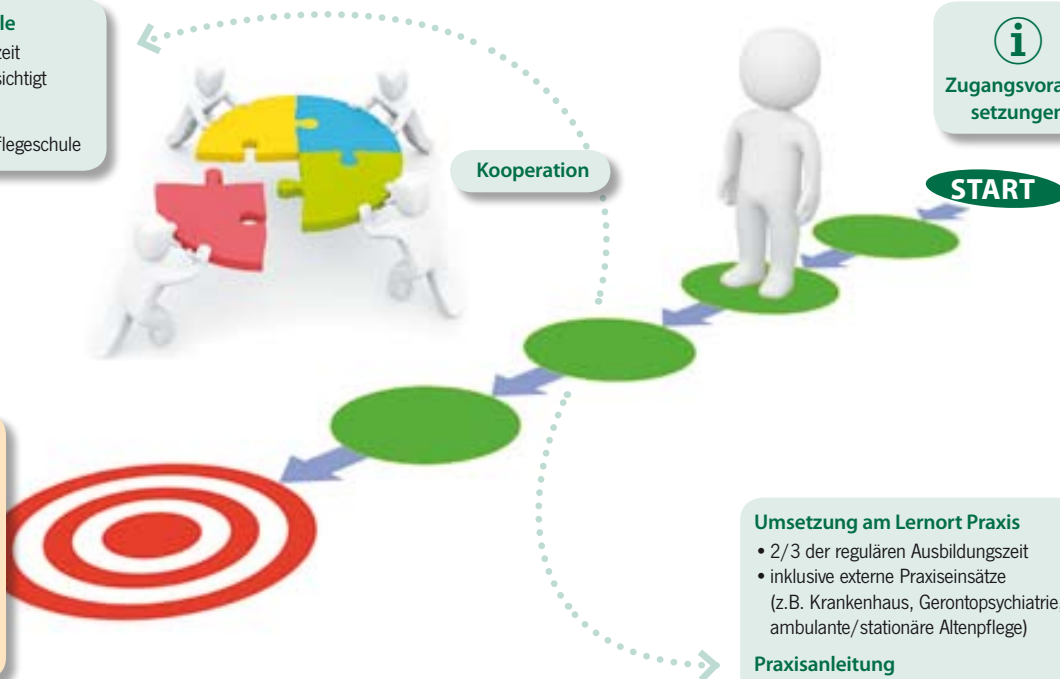 le
zeit
sichtigt
flegeschule
Kooperation
i
Zugangsvora
setzungen
START
Umsetzung am Lernort Praxis
• 2/3 der regulären Ausbildungszeit
• inklusive externe Praxiseinsätze
(z.B. Krankenhaus, Gerontopsychiatrie,
ambulante/stationäre Altenpflege)
Praxisanleitung